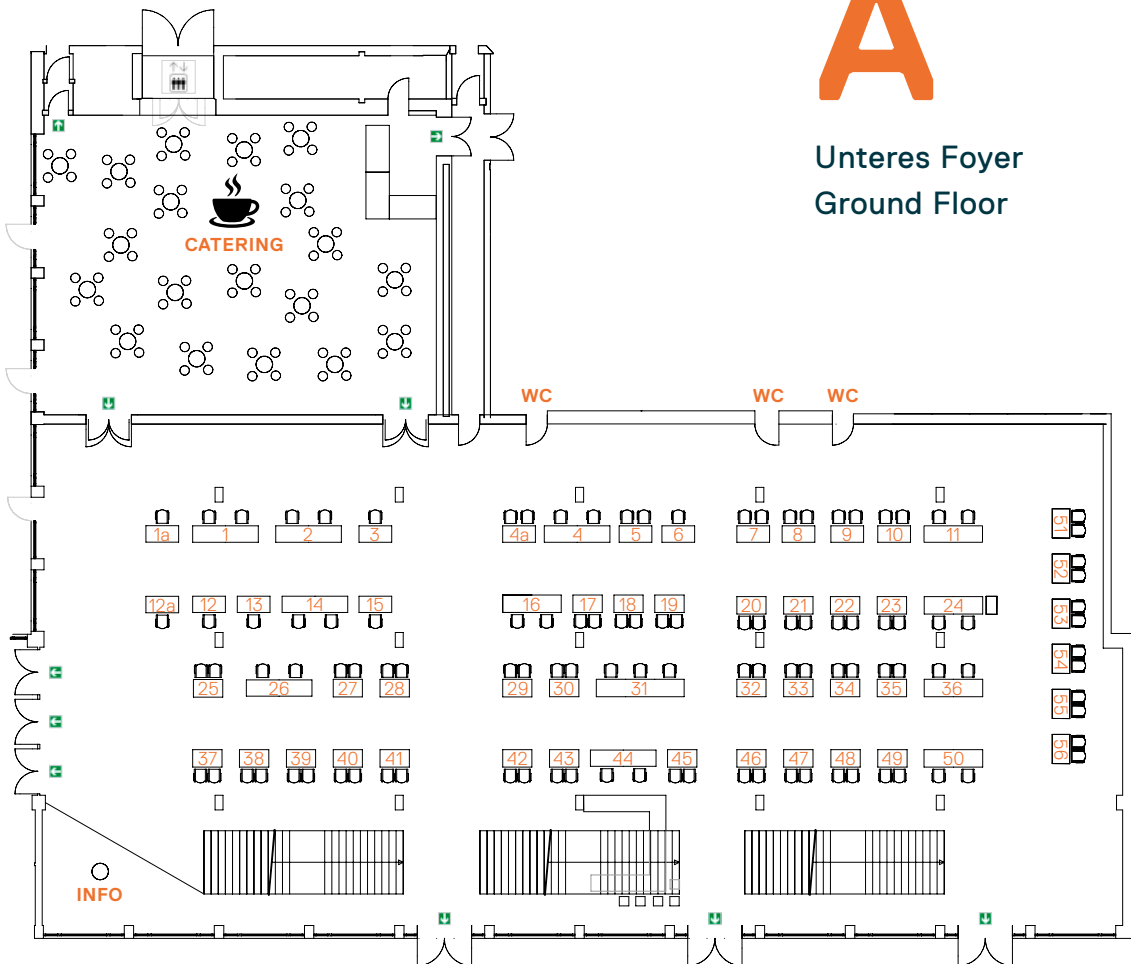 A
Unteres Foyer
Ground Floor
CATERING
WC WC WC
1a 1 2 3 4a 4 5 6 7 8 9 10 11
51
52
12a 12 13 14 15 16 17 18 19 20 21 22 23 24
53
54
25 26 27 28 29 30 31 32 33 34 35 36
55
56
37 38 39 40 41 42 43 44 45 46 47 48 49 50
INFO